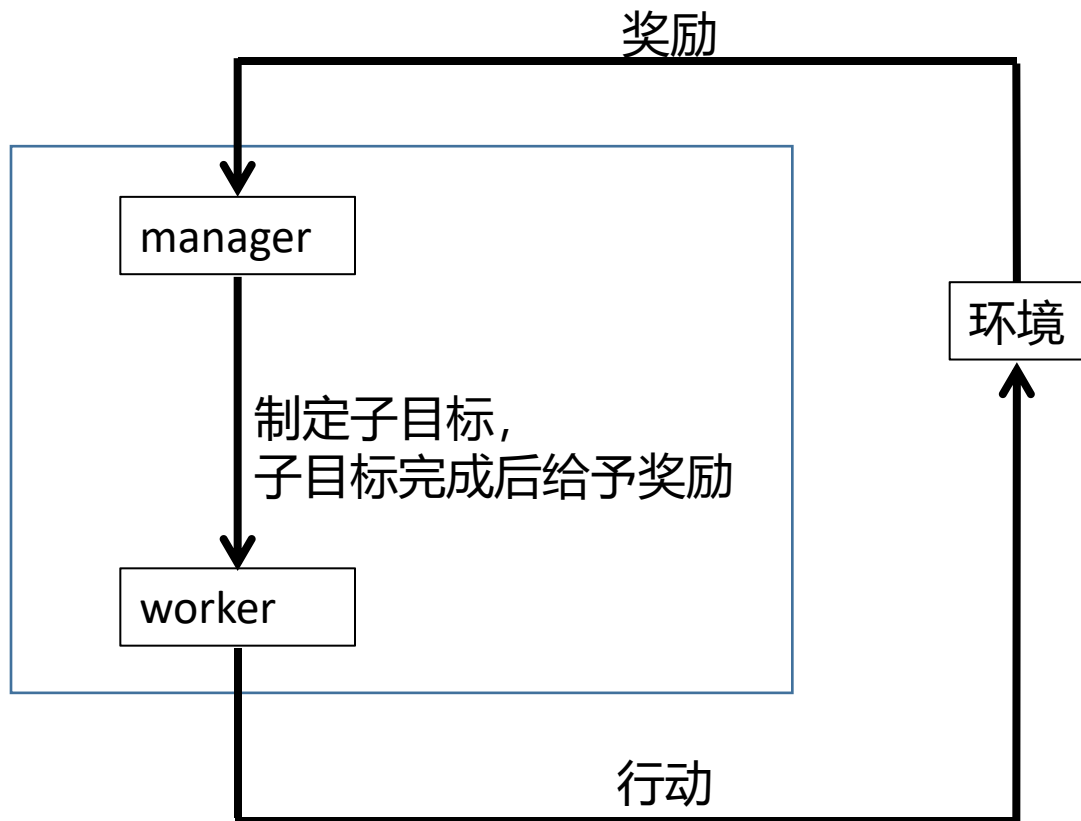 奖励
manager
环境
制定子目标，
子目标完成后给予奖励
worker
行动